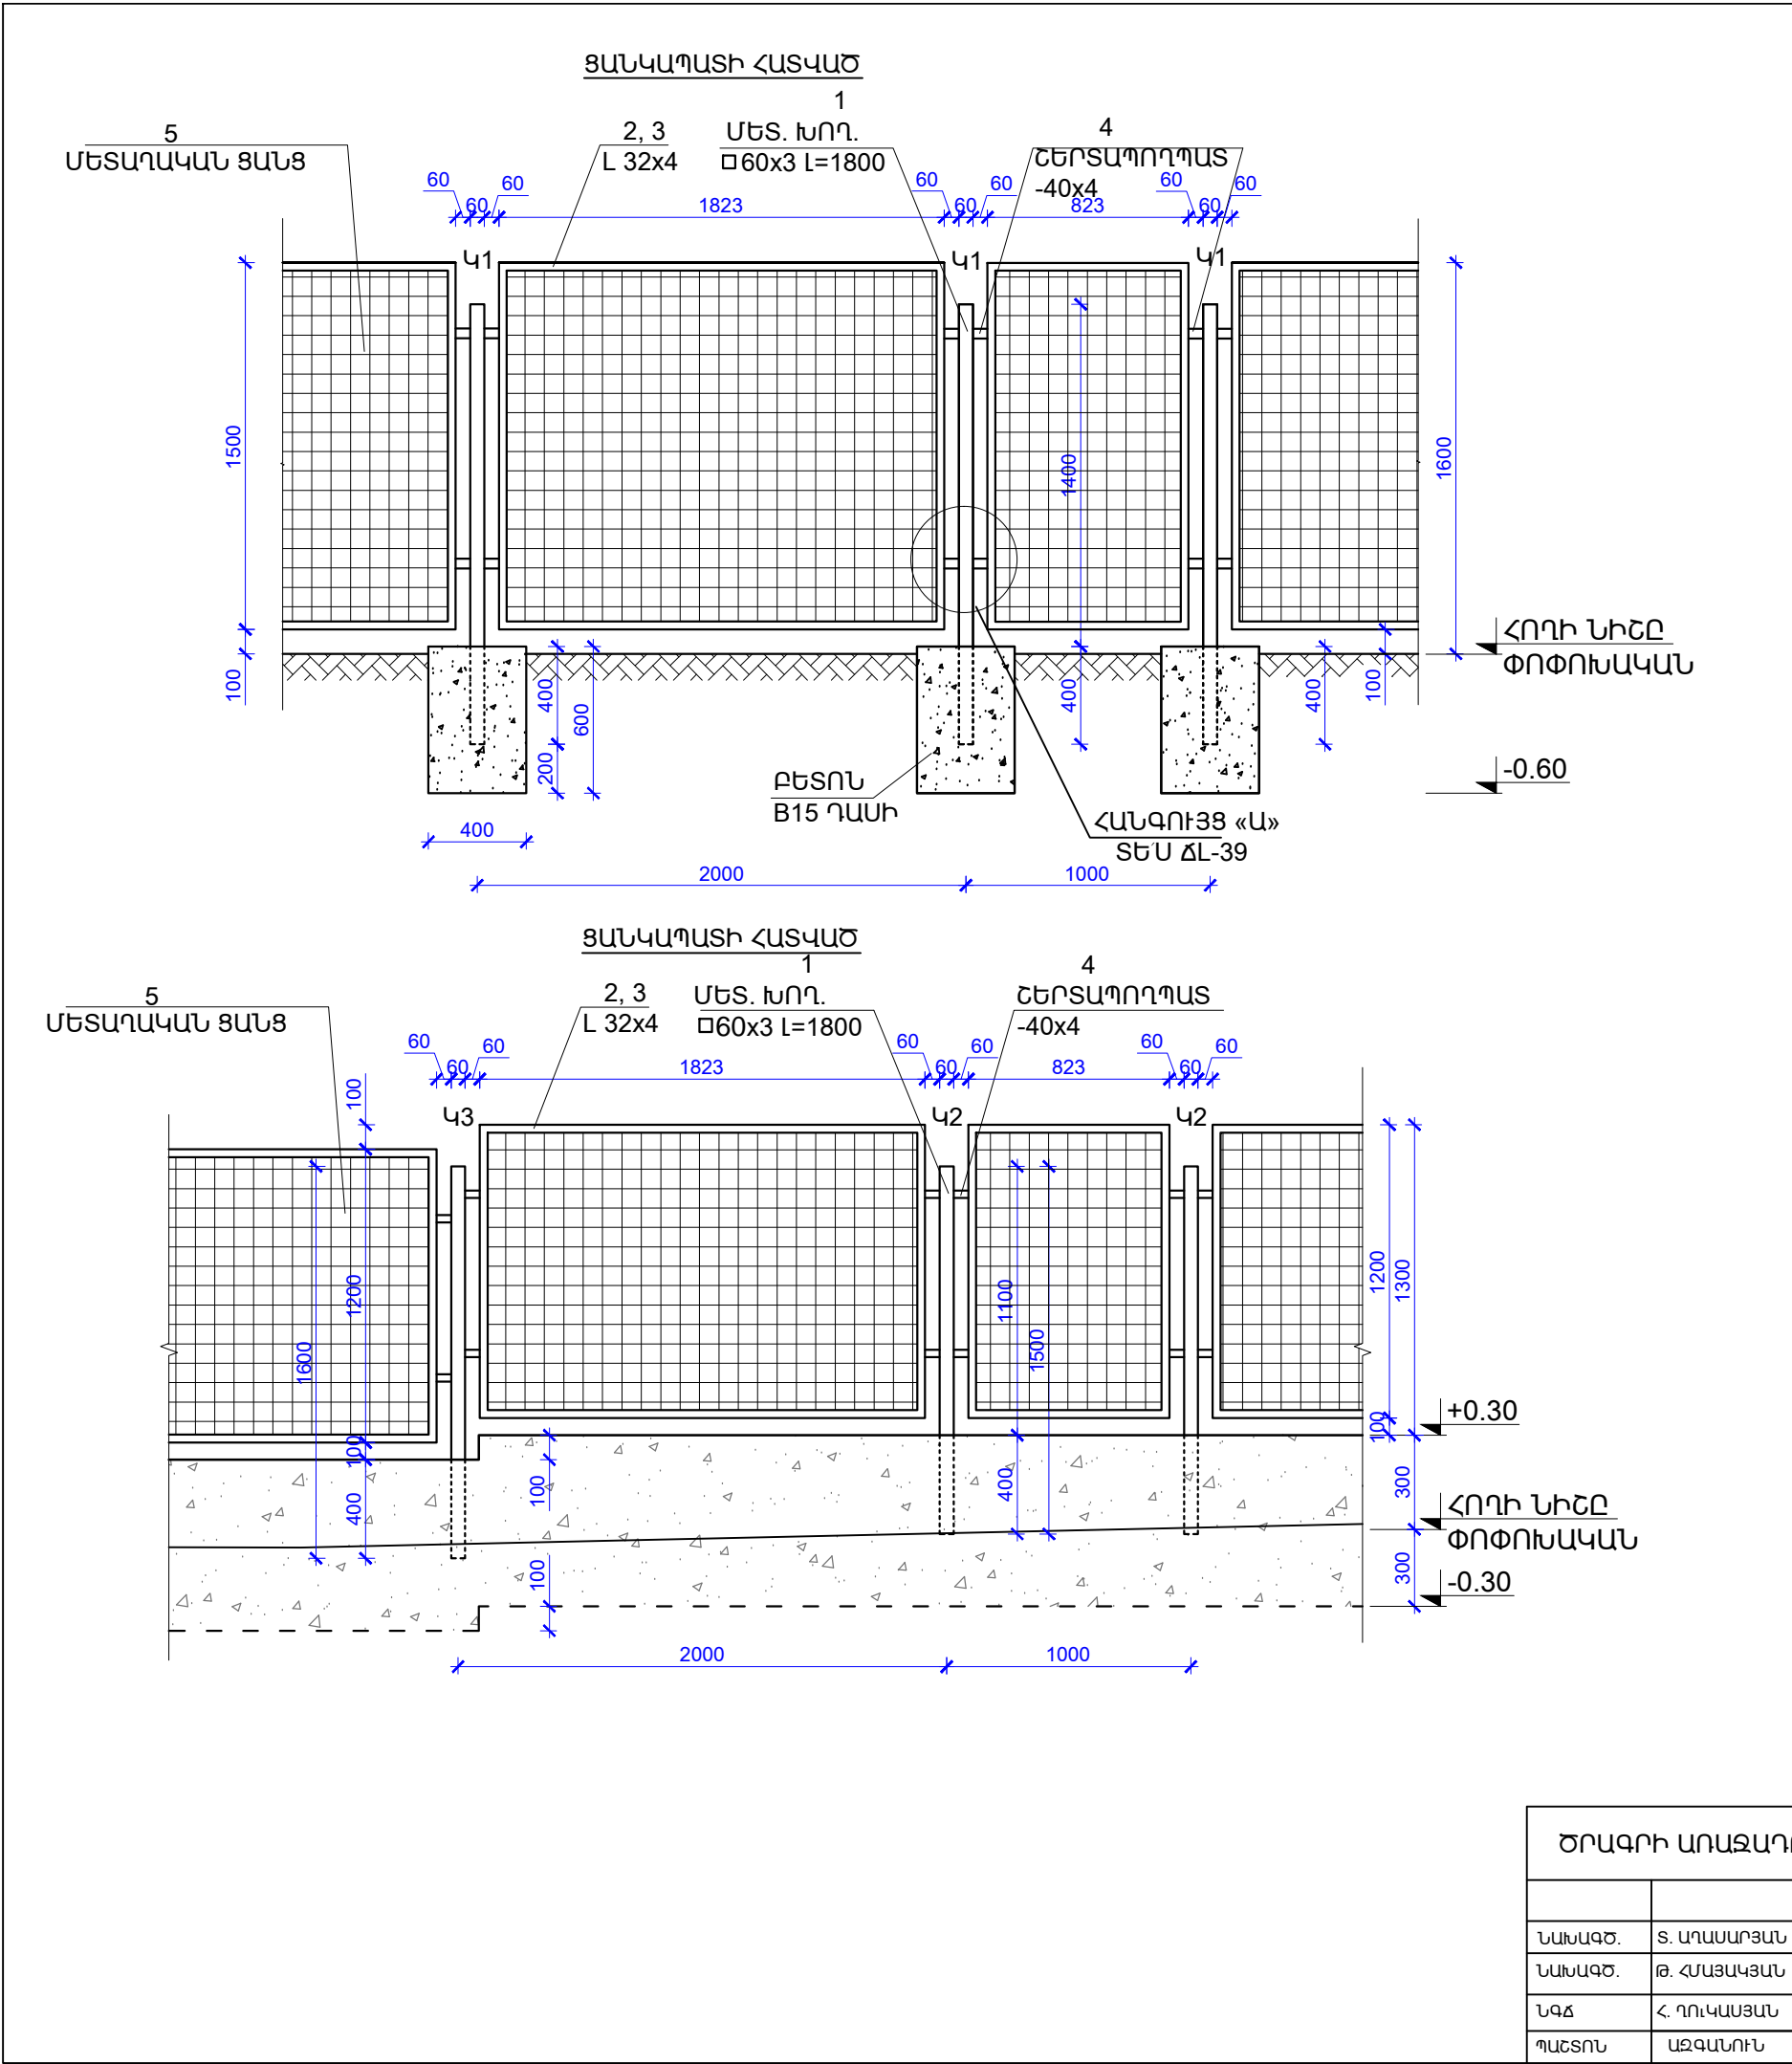 ՑԱՆԿԱՊԱՏԻ ՀԱՏՎԱԾ
1
5
ՄԵՏԱՂԱԿԱՆ ՑԱՆՑ
2, 3
L 32x4
ՄԵՏ. ԽՈՂ.
□60x3 Լ=1800
4
ՇԵՐՏԱՊՈՂՊԱՏ
-40x4
60 60 60 1823 60 60 60 823 60 60 60
Կ1 Կ1 Կ1
1500
1400
1600
100
400
600
200
400
400
100
ՀՈՂԻ ՆԻՇԸ
ՓՈՓՈԽԱԿԱՆ
-0.60
ԲԵՏՈՆ
B15 ԴԱՍԻ
ՀԱՆԳՈՒՅՑ «Ա»
ՏԵ՛Ս ՃԼ-39
400
2000 1000
ՑԱՆԿԱՊԱՏԻ ՀԱՏՎԱԾ
1
5
ՄԵՏԱՂԱԿԱՆ ՑԱՆՑ
2, 3
L 32x4
ՄԵՏ. ԽՈՂ.
□60x3 Լ=1800
4
ՇԵՐՏԱՊՈՂՊԱՏ
-40x4
60 60 60 1823 60 60 60 823 60 60 60
100
Կ3 Կ2 Կ2
1200
1600
1100
1500
1200
1300
100
+0.30
100
400
100
400
300
ՀՈՂԻ ՆԻՇԸ
ՓՈՓՈԽԱԿԱՆ
100
300
-0.30
2000 1000
ԾՐԱԳՐԻ ԱՌԱՋԱԴ
ՆԱԽԱԳԾ. Տ. ԱՂԱՍԱՐՅԱՆ
ՆԱԽԱԳԾ. Թ. ՀՄԱՅԱԿՅԱՆ
ՆԳՃ Հ. ՂՈւԿԱՍՅԱՆ
ՊԱՇՏՈՆ ԱԶԳԱՆՈՒՆ